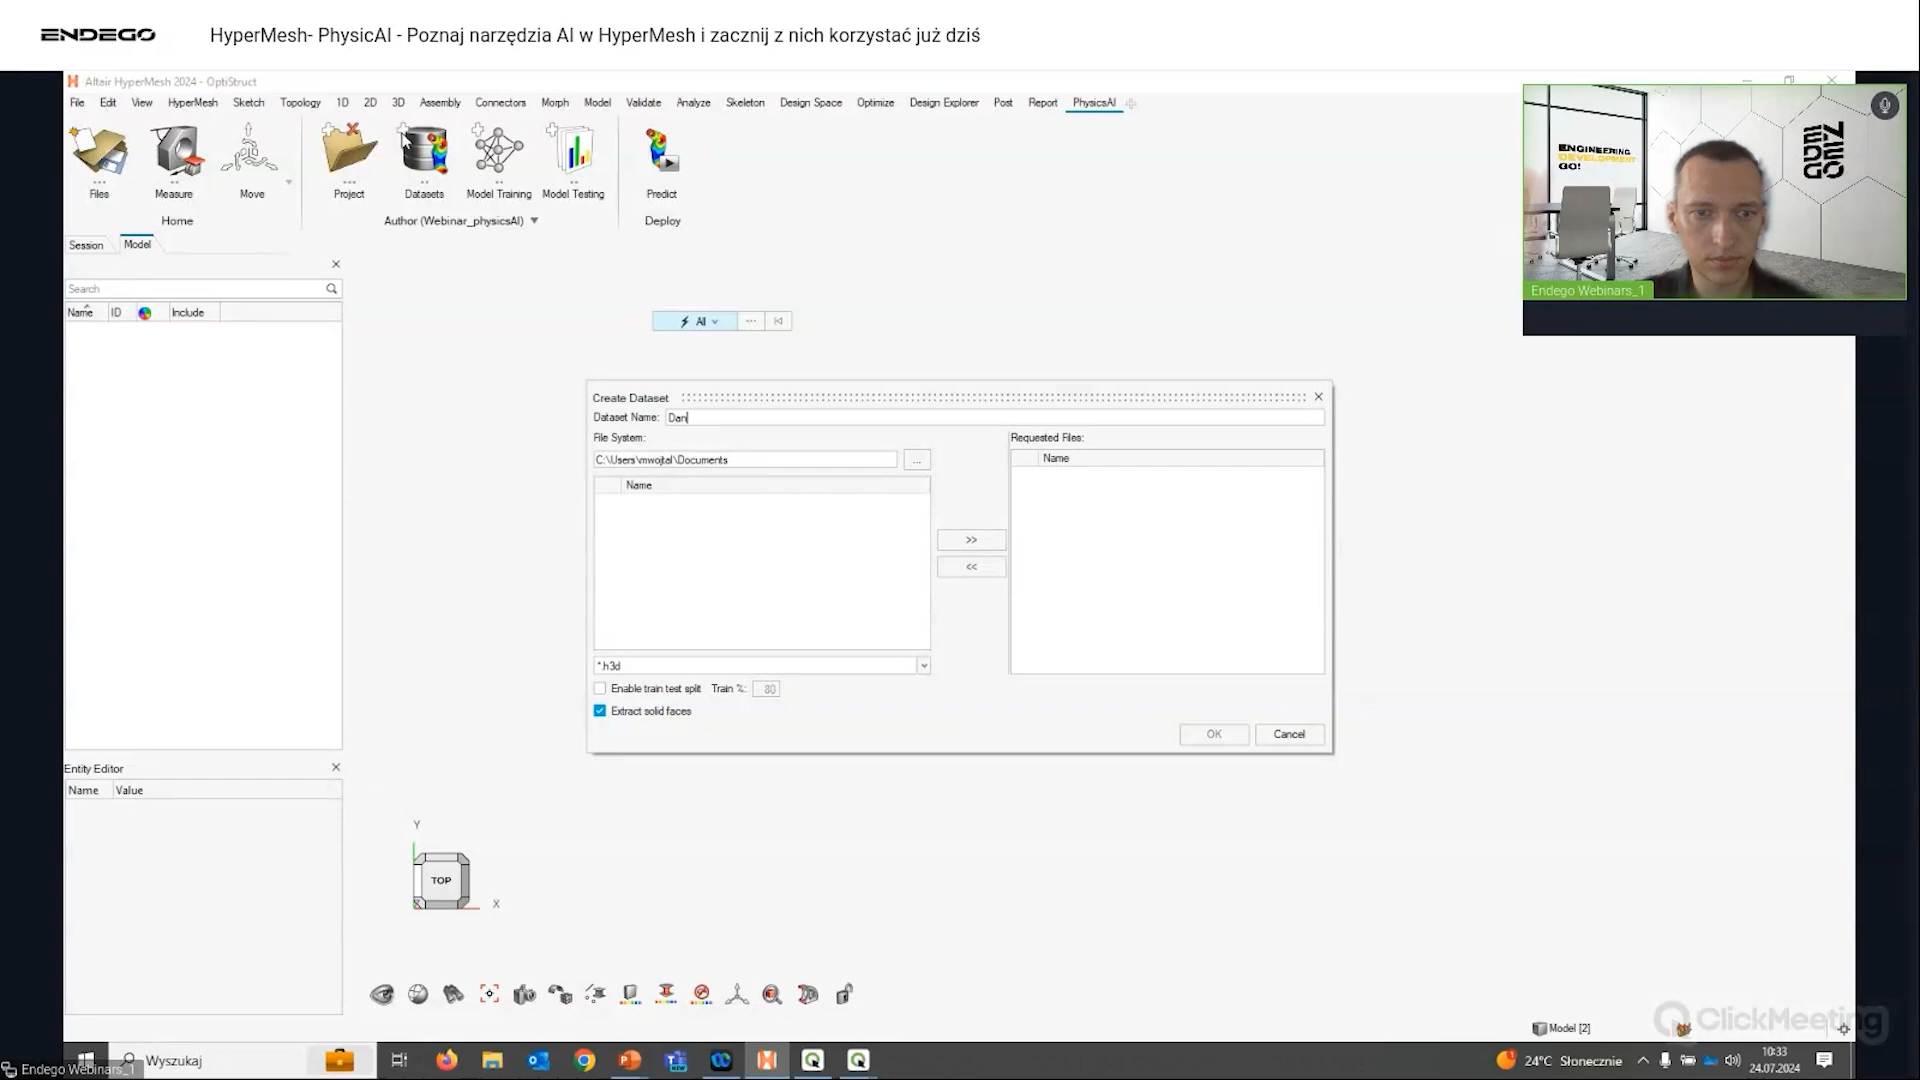 ENDEGO
HyperMesh- PhysicAI - Poznaj narzędzia AI w HyperMesh i zacznij z nich korzystać już dziś
Altair HyperMesh 2024 - OptiStruct
File Edit View HyperMesh Sketch Topology 1D 2D 3D Assembly Connectors Morph Model Validate Analyze Skeleton Design Space Optimize Design Explorer Post Report PhysicsAI
Files Measure Move Project Datasets Model Training Model Testing Predict
Home Author (Webinar_physicsAI) Deploy
Session Model
Search
Name ID Include
AI
Create Dataset
Dataset Name: Dan
File System: Requested Files:
C:\Users\mwojtal\Documents ...
Name
Name
>>
<<
*.h3d
Enable train test split Train %: 80
Extract solid faces
OK Cancel
Entity Editor
Name Value
Y
TOP
X
ENGINEERING
DEVELOPMENT
GO!
Endego Webinars_1
Model [2]
ClickMeeting
Wyszukaj
24°C Słonecznie
10:33
24.07.2024
Endego Webinars_1